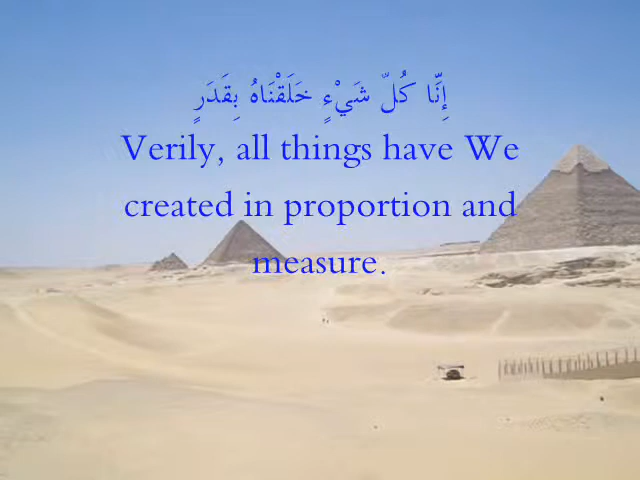 إِنَّا كُلّ شَيْءٍ خَلَقْنَاهُ بِقَدَرٍ
Verily, all things have We
created in proportion and
measure.